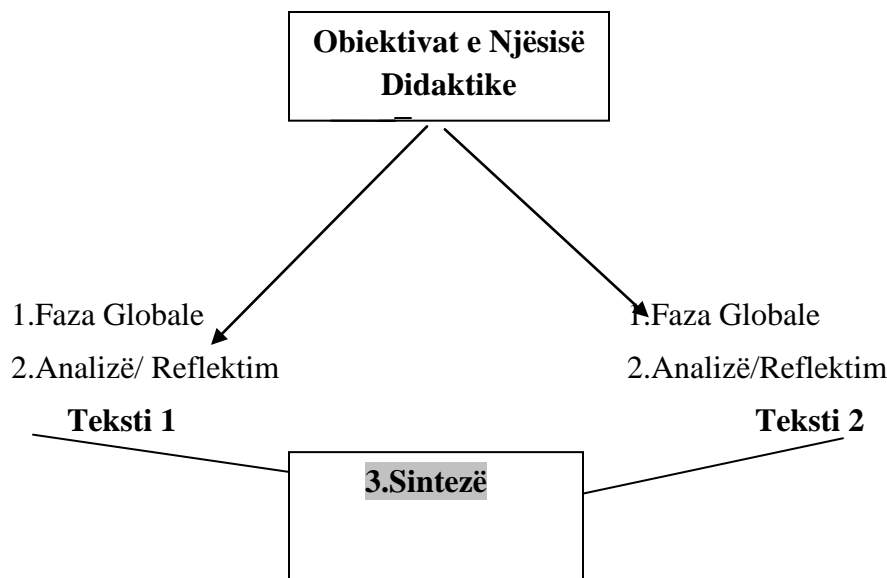 Obiektivat e Njësisë
Didaktike
1.Faza Globale
2.Analizë/ Reflektim
Teksti 1
1.Faza Globale
2.Analizë/Reflektim
Teksti 2
3.Sintezë